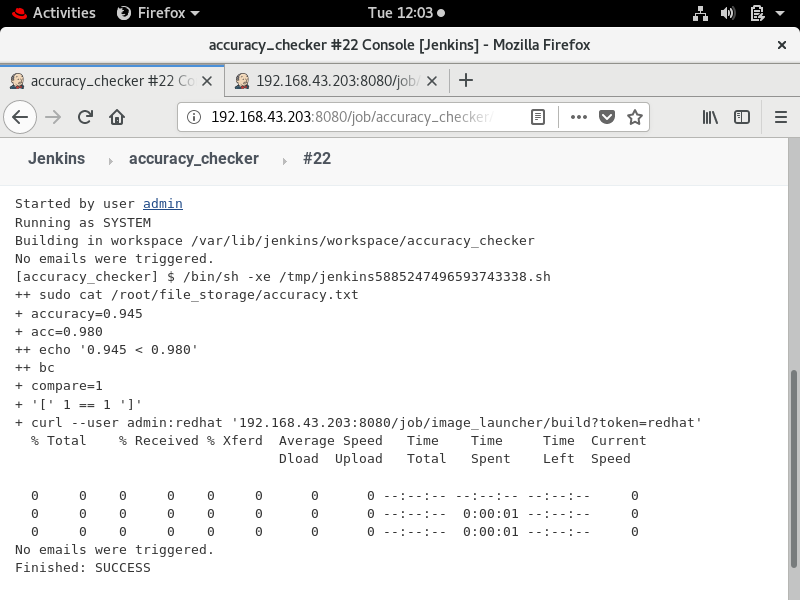 Activities Firefox Tue 12:03
accuracy_checker #22 Console [Jenkins] - Mozilla Firefox
accuracy_checker #22 Co 192.168.43.203:8080/job/
192.168.43.203:8080/job/accuracy_checker/
Jenkins accuracy_checker #22
Started by user admin
Running as SYSTEM
Building in workspace /var/lib/jenkins/workspace/accuracy_checker
No emails were triggered.
[accuracy_checker] $ /bin/sh -xe /tmp/jenkins5885247496593743338.sh
++ sudo cat /root/file_storage/accuracy.txt
+ accuracy=0.945
+ acc=0.980
++ echo '0.945 < 0.980'
++ bc
+ compare=1
+ '[' 1 == 1 ']'
+ curl --user admin:redhat '192.168.43.203:8080/job/image_launcher/build?token=redhat'
% Total % Received % Xferd Average Speed Time Time Time Current
Dload Upload Total Spent Left Speed
0 0 0 0 0 0 0 0 --:--:-- --:--:-- --:--:-- 0
0 0 0 0 0 0 0 0 --:--:-- 0:00:01 --:--:-- 0
0 0 0 0 0 0 0 0 --:--:-- 0:00:01 --:--:-- 0
No emails were triggered.
Finished: SUCCESS